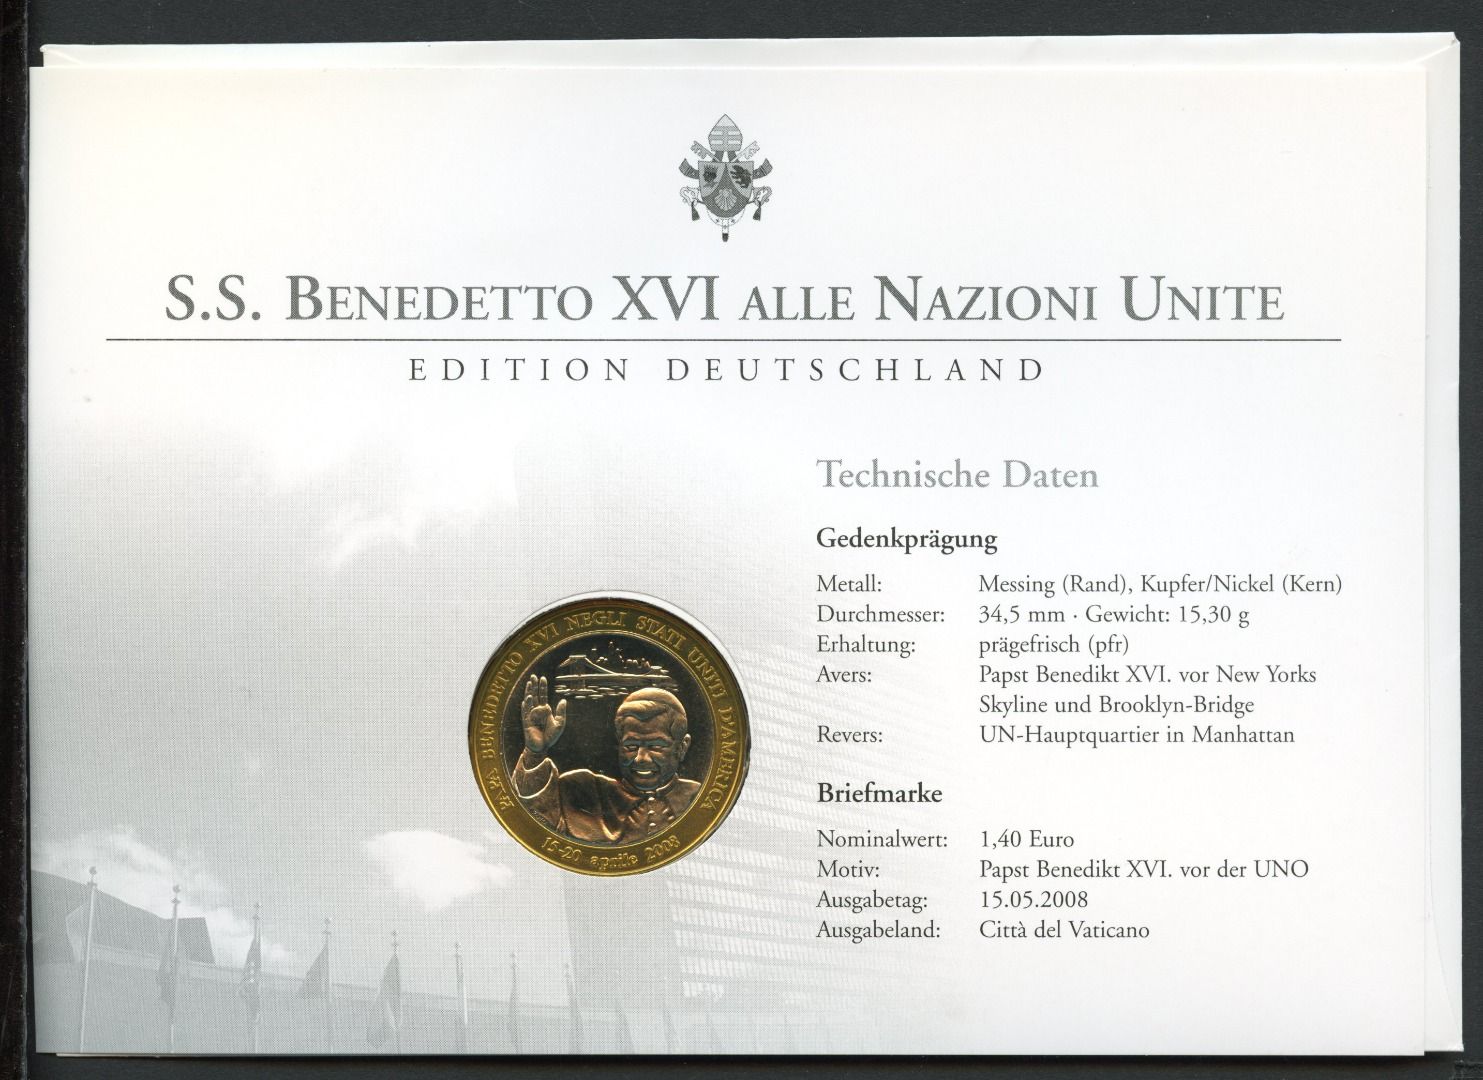 S.S. BENEDETTO XVI ALLE NAZIONI UNITE
EDITION DEUTSCHLAND
Technische Daten
Gedenkprägung
Metall: Messing (Rand), Kupfer/Nickel (Kern)
Durchmesser: 34,5 mm · Gewicht: 15,30 g
Erhaltung: prägefrisch (pfr)
Avers: Papst Benedikt XVI. vor New Yorks
Skyline und Brooklyn-Bridge
Revers: UN-Hauptquartier in Manhattan
Briefmarke
Nominalwert: 1,40 Euro
Motiv: Papst Benedikt XVI. vor der UNO
Ausgabetag: 15.05.2008
Ausgabeland: Città del Vaticano
PAPA BENEDETTO XVI NEGLI STATI UNITI D'AMERICA
15-20 aprile 2008